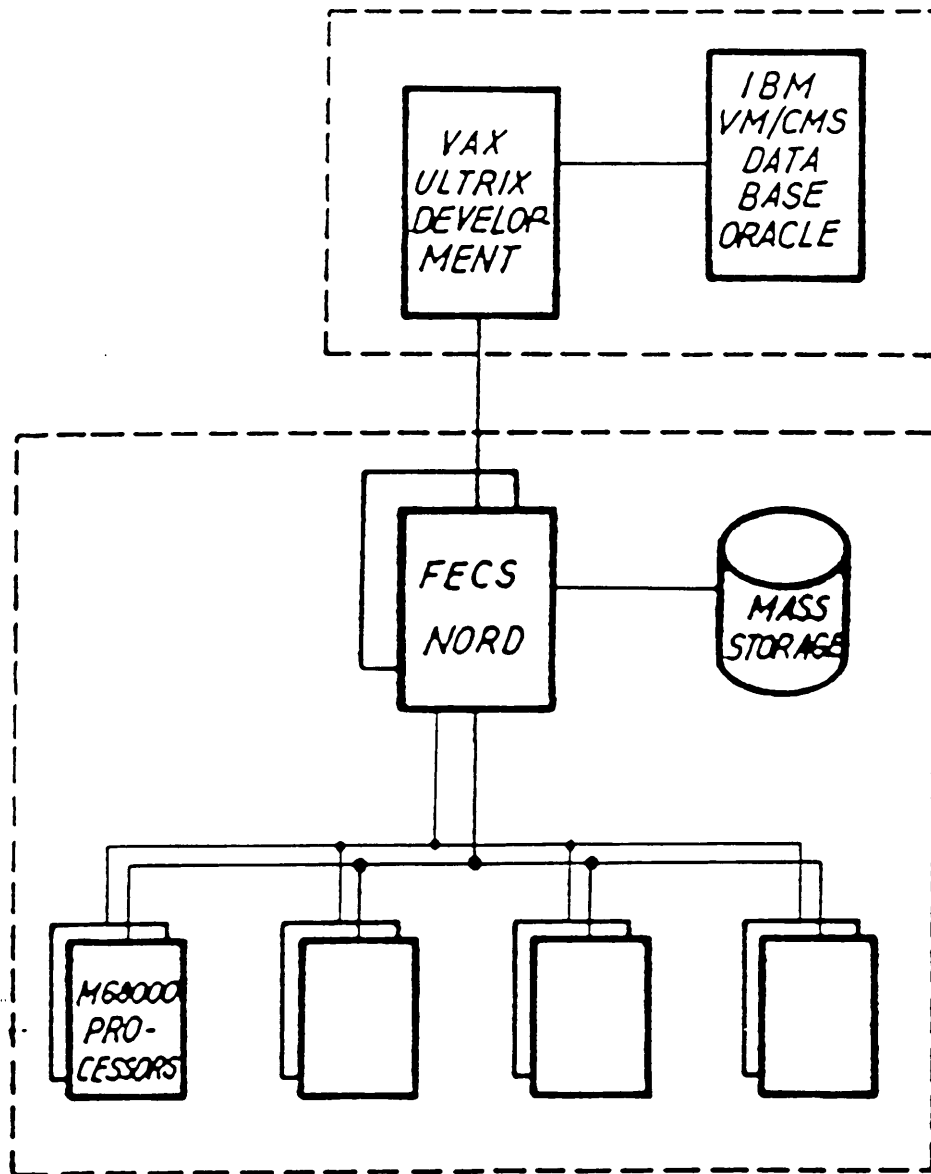 VAX
ULTRIX
DEVELOP-
MENT
IBM
VM/CMS
DATA
BASE
ORACLE
FECS
NORD
MASS
STORAGE
M68000
PRO-
CESSORS